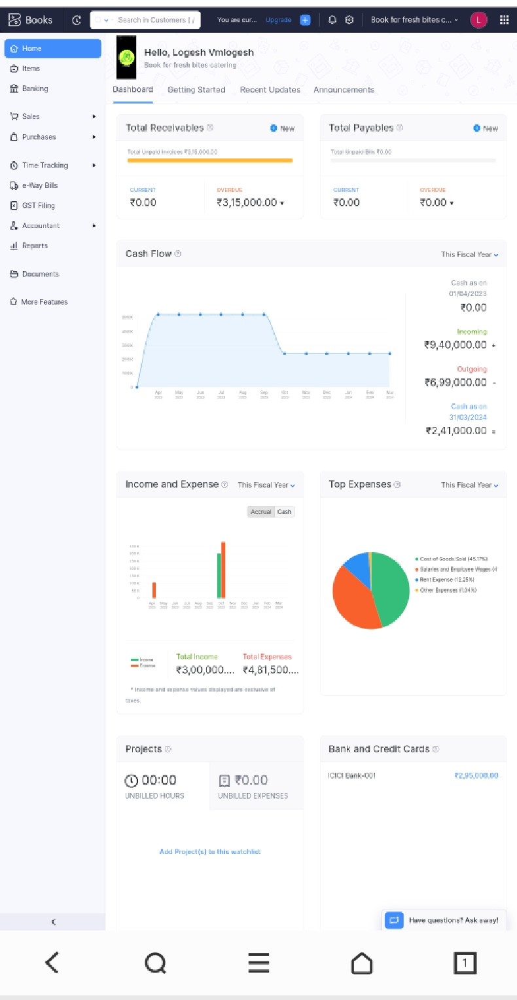 Books
Search in Customers ( /
You are cur...
Upgrade
Book for fresh bites c...
L
Home
Items
Banking
Sales
Purchases
Time Tracking
e-Way Bills
GST Filing
Accountant
Reports
Documents
More Features
Hello, Logesh Vmlogesh
Book for fresh bites catering
Dashboard Getting Started Recent Updates Announcements
Total Receivables
New
Total Unpaid Invoices ₹3,15,000.00
CURRENT
₹0.00
OVERDUE
₹3,15,000.00
Total Payables
New
Total Unpaid Bills ₹0.00
CURRENT
₹0.00
OVERDUE
₹0.00
Cash Flow
This Fiscal Year
500 K
400 K
300 K
200 K
100 K
0
Apr 2023
May 2023
Jun 2023
Jul 2023
Aug 2023
Sep 2023
Oct 2023
Nov 2023
Dec 2023
Jan 2024
Feb 2024
Mar 2024
Cash as on
01/04/2023
₹0.00
Incoming
₹9,40,000.00 +
Outgoing
₹6,99,000.00 -
Cash as on
31/03/2024
₹2,41,000.00 =
Income and Expense
This Fiscal Year
Accrual Cash
350 K
300 K
250 K
200 K
150 K
100 K
50 K
0
Apr 2023
May 2023
Jun 2023
Jul 2023
Aug 2023
Sep 2023
Oct 2023
Nov 2023
Dec 2023
Jan 2024
Feb 2024
Mar 2024
Income
Expense
Total Income
₹3,00,000....
Total Expenses
₹4,81,500....
* Income and expense values displayed are exclusive of
taxes.
Top Expenses
This Fiscal Year
Cost of Goods Sold (45.17%)
Salaries and Employee Wages (4
Rent Expense (12.25%)
Other Expenses (1.04%)
Projects
00:00
UNBILLED HOURS
₹0.00
UNBILLED EXPENSES
Add Project(s) to this watchlist
Bank and Credit Cards
ICICI Bank-001
₹2,95,000.00
Have questions? Ask away!
1